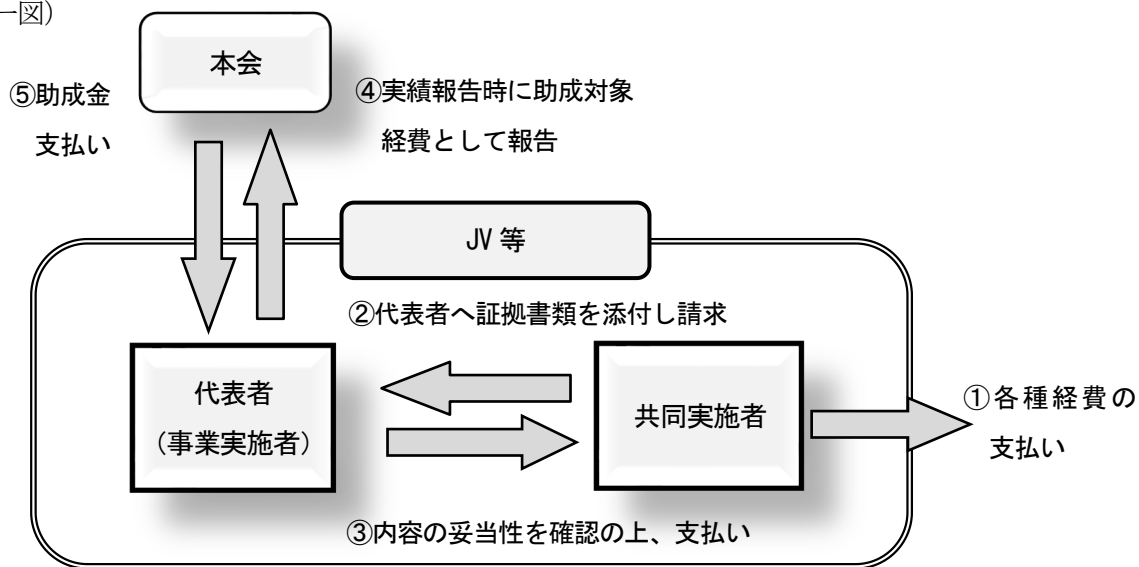 一図)
本会
⑤助成金
支払い
④実績報告時に助成対象
経費として報告
JV 等
②代表者へ証拠書類を添付し請求
代表者
(事業実施者)
共同実施者
①各種経費の
支払い
③内容の妥当性を確認の上、支払い